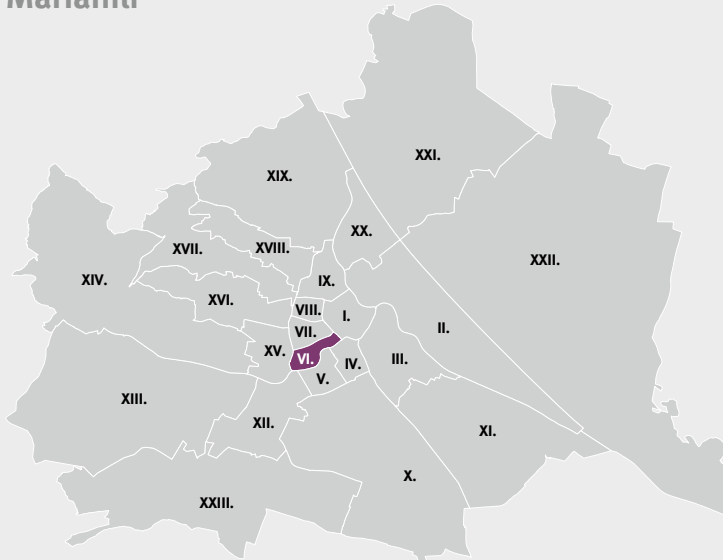 Mariahilf
XXI.
XIX.
XX.
XVII.
XVIII.
XXII.
XIV.
IX.
XVI.
VIII.
I.
II.
VII.
XV.
VI.
IV.
III.
V.
XIII.
XII.
XI.
X.
XXIII.